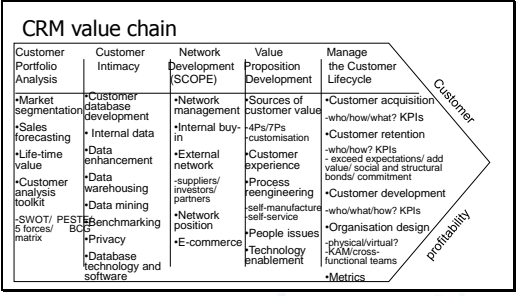 CRM value chain
Customer
Portfolio
Analysis
•Market
segmentation
•Sales
forecasting
•Life-time
value
•Customer
analysis
toolkit
-SWOT/ PESTEL
5 forces/ BCG
matrix
Customer
Intimacy
•Customer
database
development
• Internal data
•Data
enhancement
•Data
warehousing
•Data mining
•Benchmarking
•Privacy
•Database
technology and
software
Network
Development
(SCOPE)
•Network
management
•Internal buy-
in
•External
network
-suppliers/
investors/
partners
•Network
position
•E-commerce
Value
Proposition
Development
•Sources of
customer value
-4Ps/7Ps
-customisation
•Customer
experience
•Process
reengineering
-self-manufacture
-self-service
•People issues
•Technology
enablement
Manage
the Customer
Lifecycle
•Customer acquisition
-who/how/what? KPIs
•Customer retention
-who/how? KPIs
- exceed expectations/ add
value/ social and structural
bonds/ commitment
•Customer development
-who/what/how? KPIs
•Organisation design
-physical/virtual?
-KAM/cross-
functional teams
•Metrics
Customer
profitability